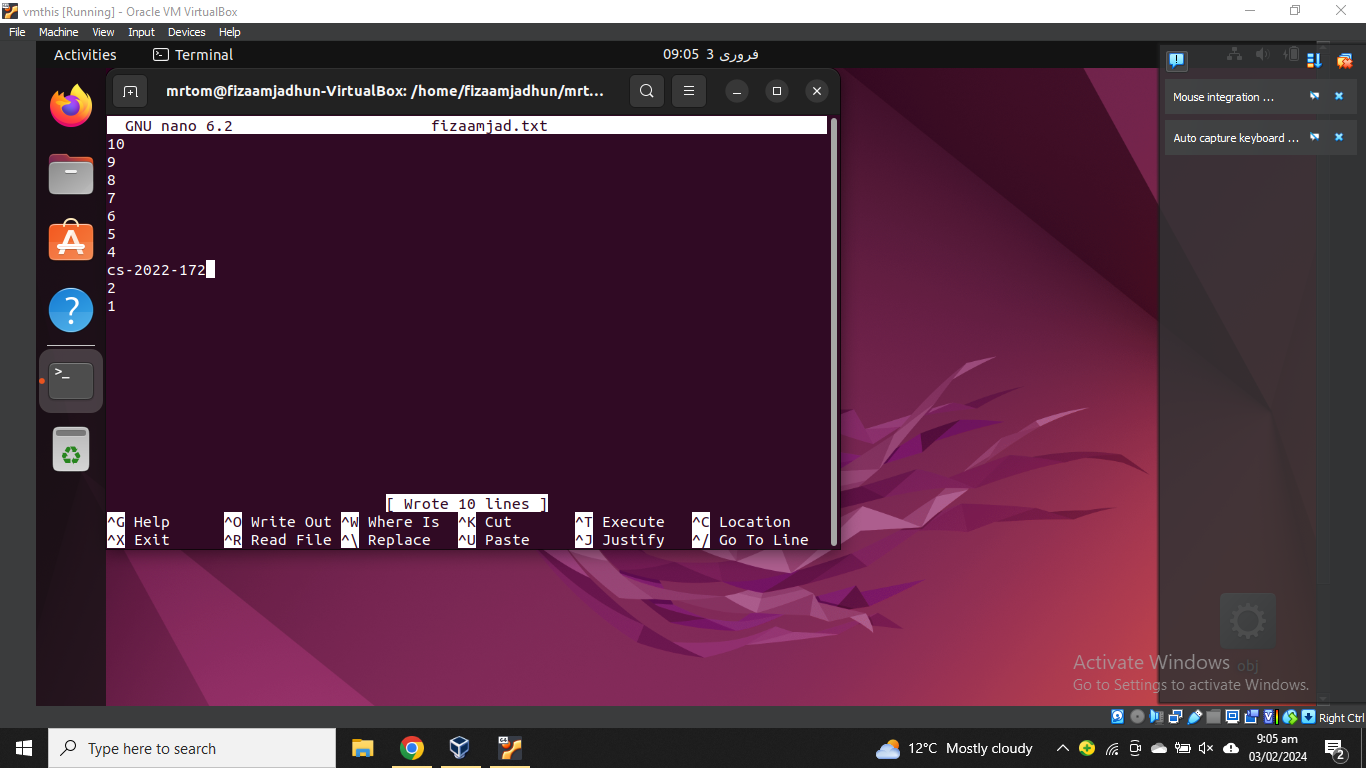 vmthis [Running] - Oracle VM VirtualBox
File Machine View Input Devices Help
Activities Terminal 09:05 3 فروری
mrtom@fizaamjadhun-VirtualBox: /home/fizaamjadhun/mrt...
GNU nano 6.2 fizaamjad.txt
10
9
8
7
6
5
4
cs-2022-172
2
1
[ Wrote 10 lines ]
^G Help ^O Write Out ^W Where Is ^K Cut ^T Execute ^C Location
^X Exit ^R Read File ^\ Replace ^U Paste ^J Justify ^/ Go To Line
Mouse integration ...
Auto capture keyboard ...
obj
Activate Windows
Go to Settings to activate Windows.
Right Ctrl
Type here to search
12°C Mostly cloudy
9:05 am
03/02/2024
2